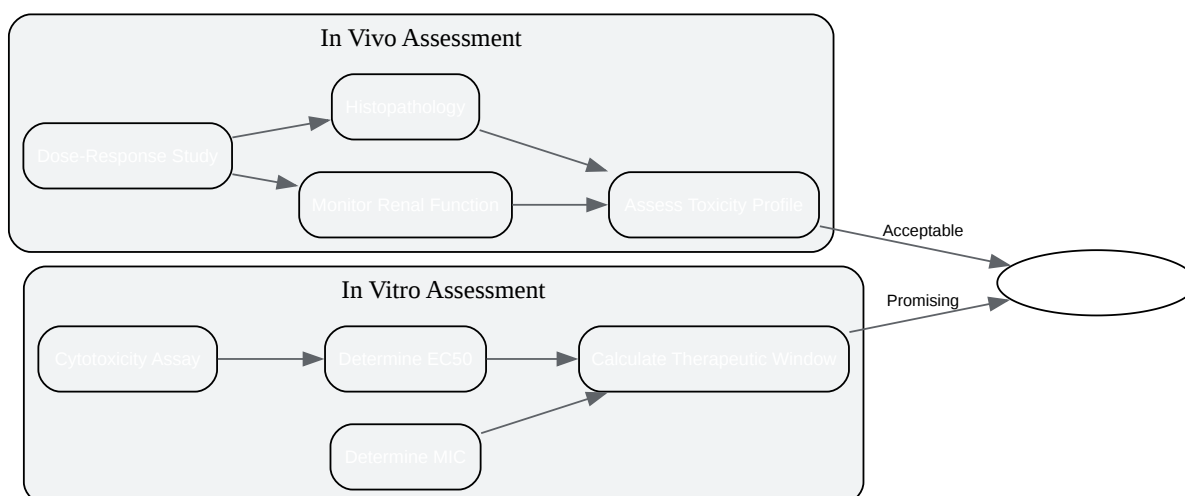 In Vivo Assessment
Histopathology
Dose-Response Study
Monitor Renal Function
Assess Toxicity Profile
Acceptable
In Vitro Assessment
Promising
Cytotoxicity Assay
Determine EC50
Calculate Therapeutic Window
Determine MIC